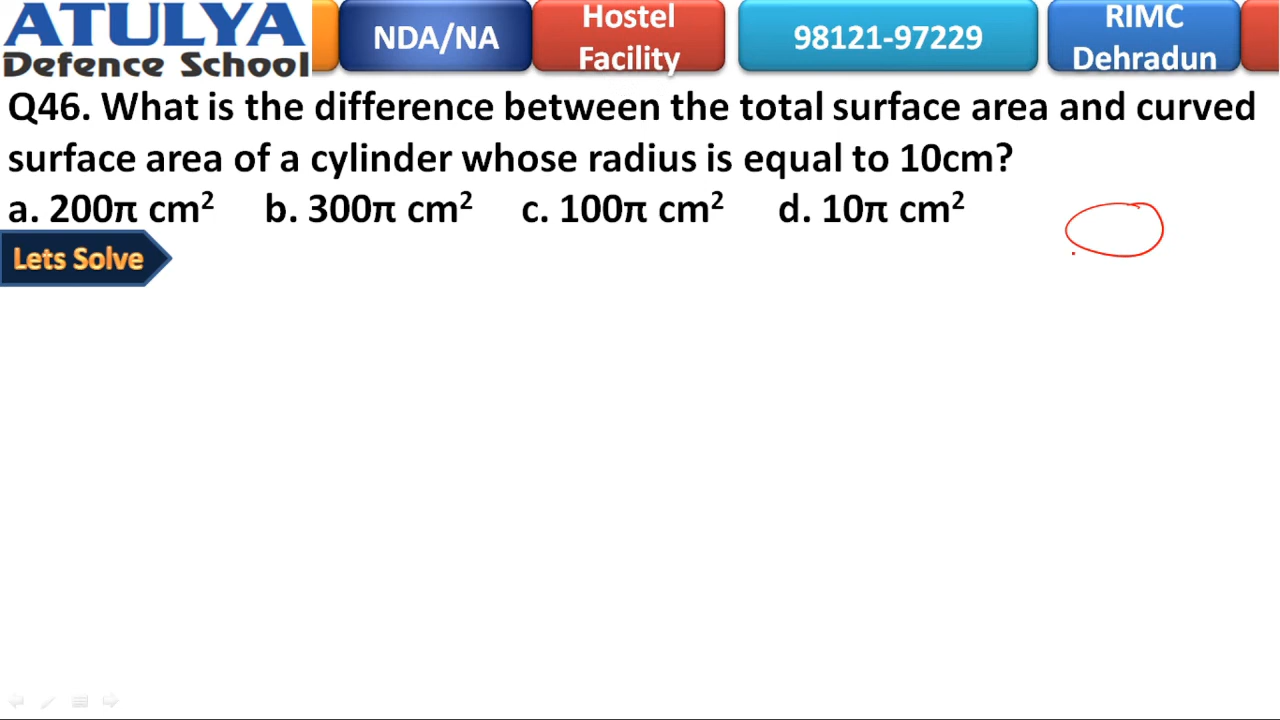 ATULYA
Defence School
NDA/NA
Hostel
Facility
98121-97229
RIMC
Dehradun
Q46. What is the difference between the total surface area and curved
surface area of a cylinder whose radius is equal to 10cm?
a. 200π cm² b. 300π cm² c. 100π cm² d. 10π cm²
Lets Solve